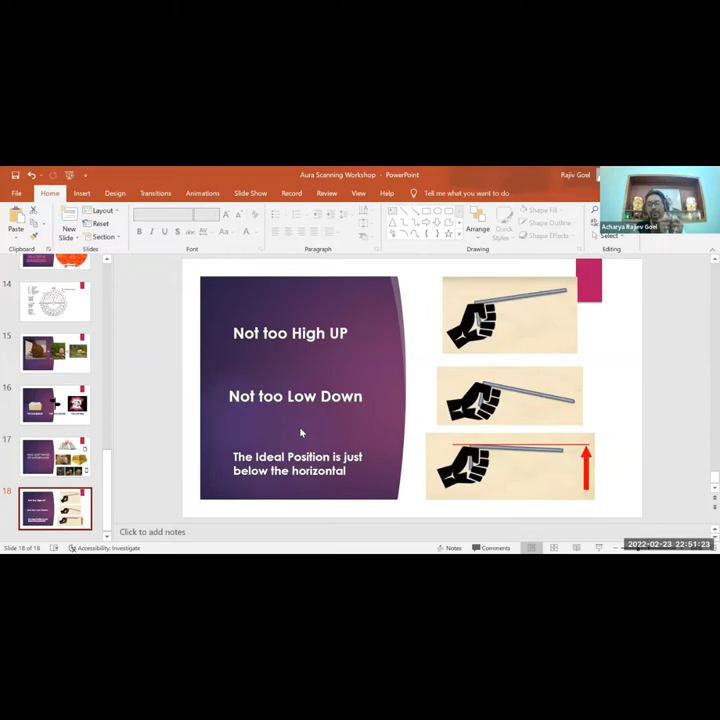 Aura Scanning Workshop - PowerPoint
Rajiv Goel
File Home Insert Design Transitions Animations Slide Show Record Review View Help Tell me what you want to do
Acharya Rajiev Goel
Paste
New
Slide
Layout
Reset
Section
B I U S
Aa
A
Arrange
Quick
Styles
Shape Fill
Shape Outline
Shape Effects
Select
Clipboard Slides Font Paragraph Drawing Editing
14
15
16
17
18
Not too High UP
Not too Low Down
The Ideal Position is just
below the horizontal
Click to add notes
Slide 18 of 18
Accessibility: Investigate
Notes
Comments
2022-02-23 22:51:23